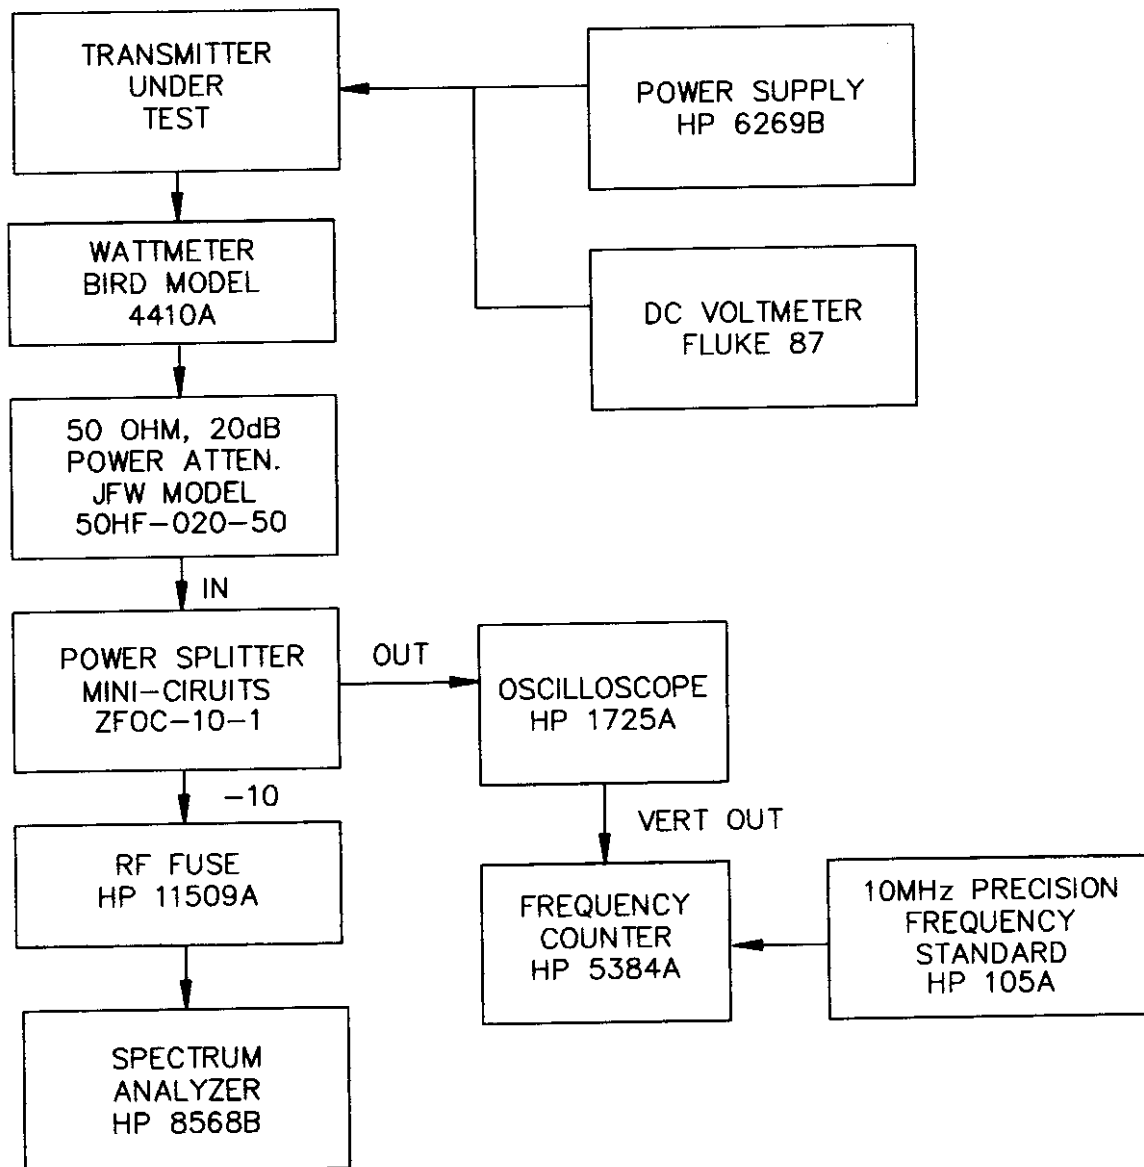 TRANSMITTER
UNDER
TEST
POWER SUPPLY
HP 6269B
WATTMETER
BIRD MODEL
4410A
DC VOLTMETER
FLUKE 87
50 OHM, 20dB
POWER ATTEN.
JFW MODEL
50HF-020-50
IN
POWER SPLITTER
MINI-CIRUITS
ZFOC-10-1
OUT
OSCILLOSCOPE
HP 1725A
-10
VERT OUT
RF FUSE
HP 11509A
FREQUENCY
COUNTER
HP 5384A
10MHz PRECISION
FREQUENCY
STANDARD
HP 105A
SPECTRUM
ANALYZER
HP 8568B